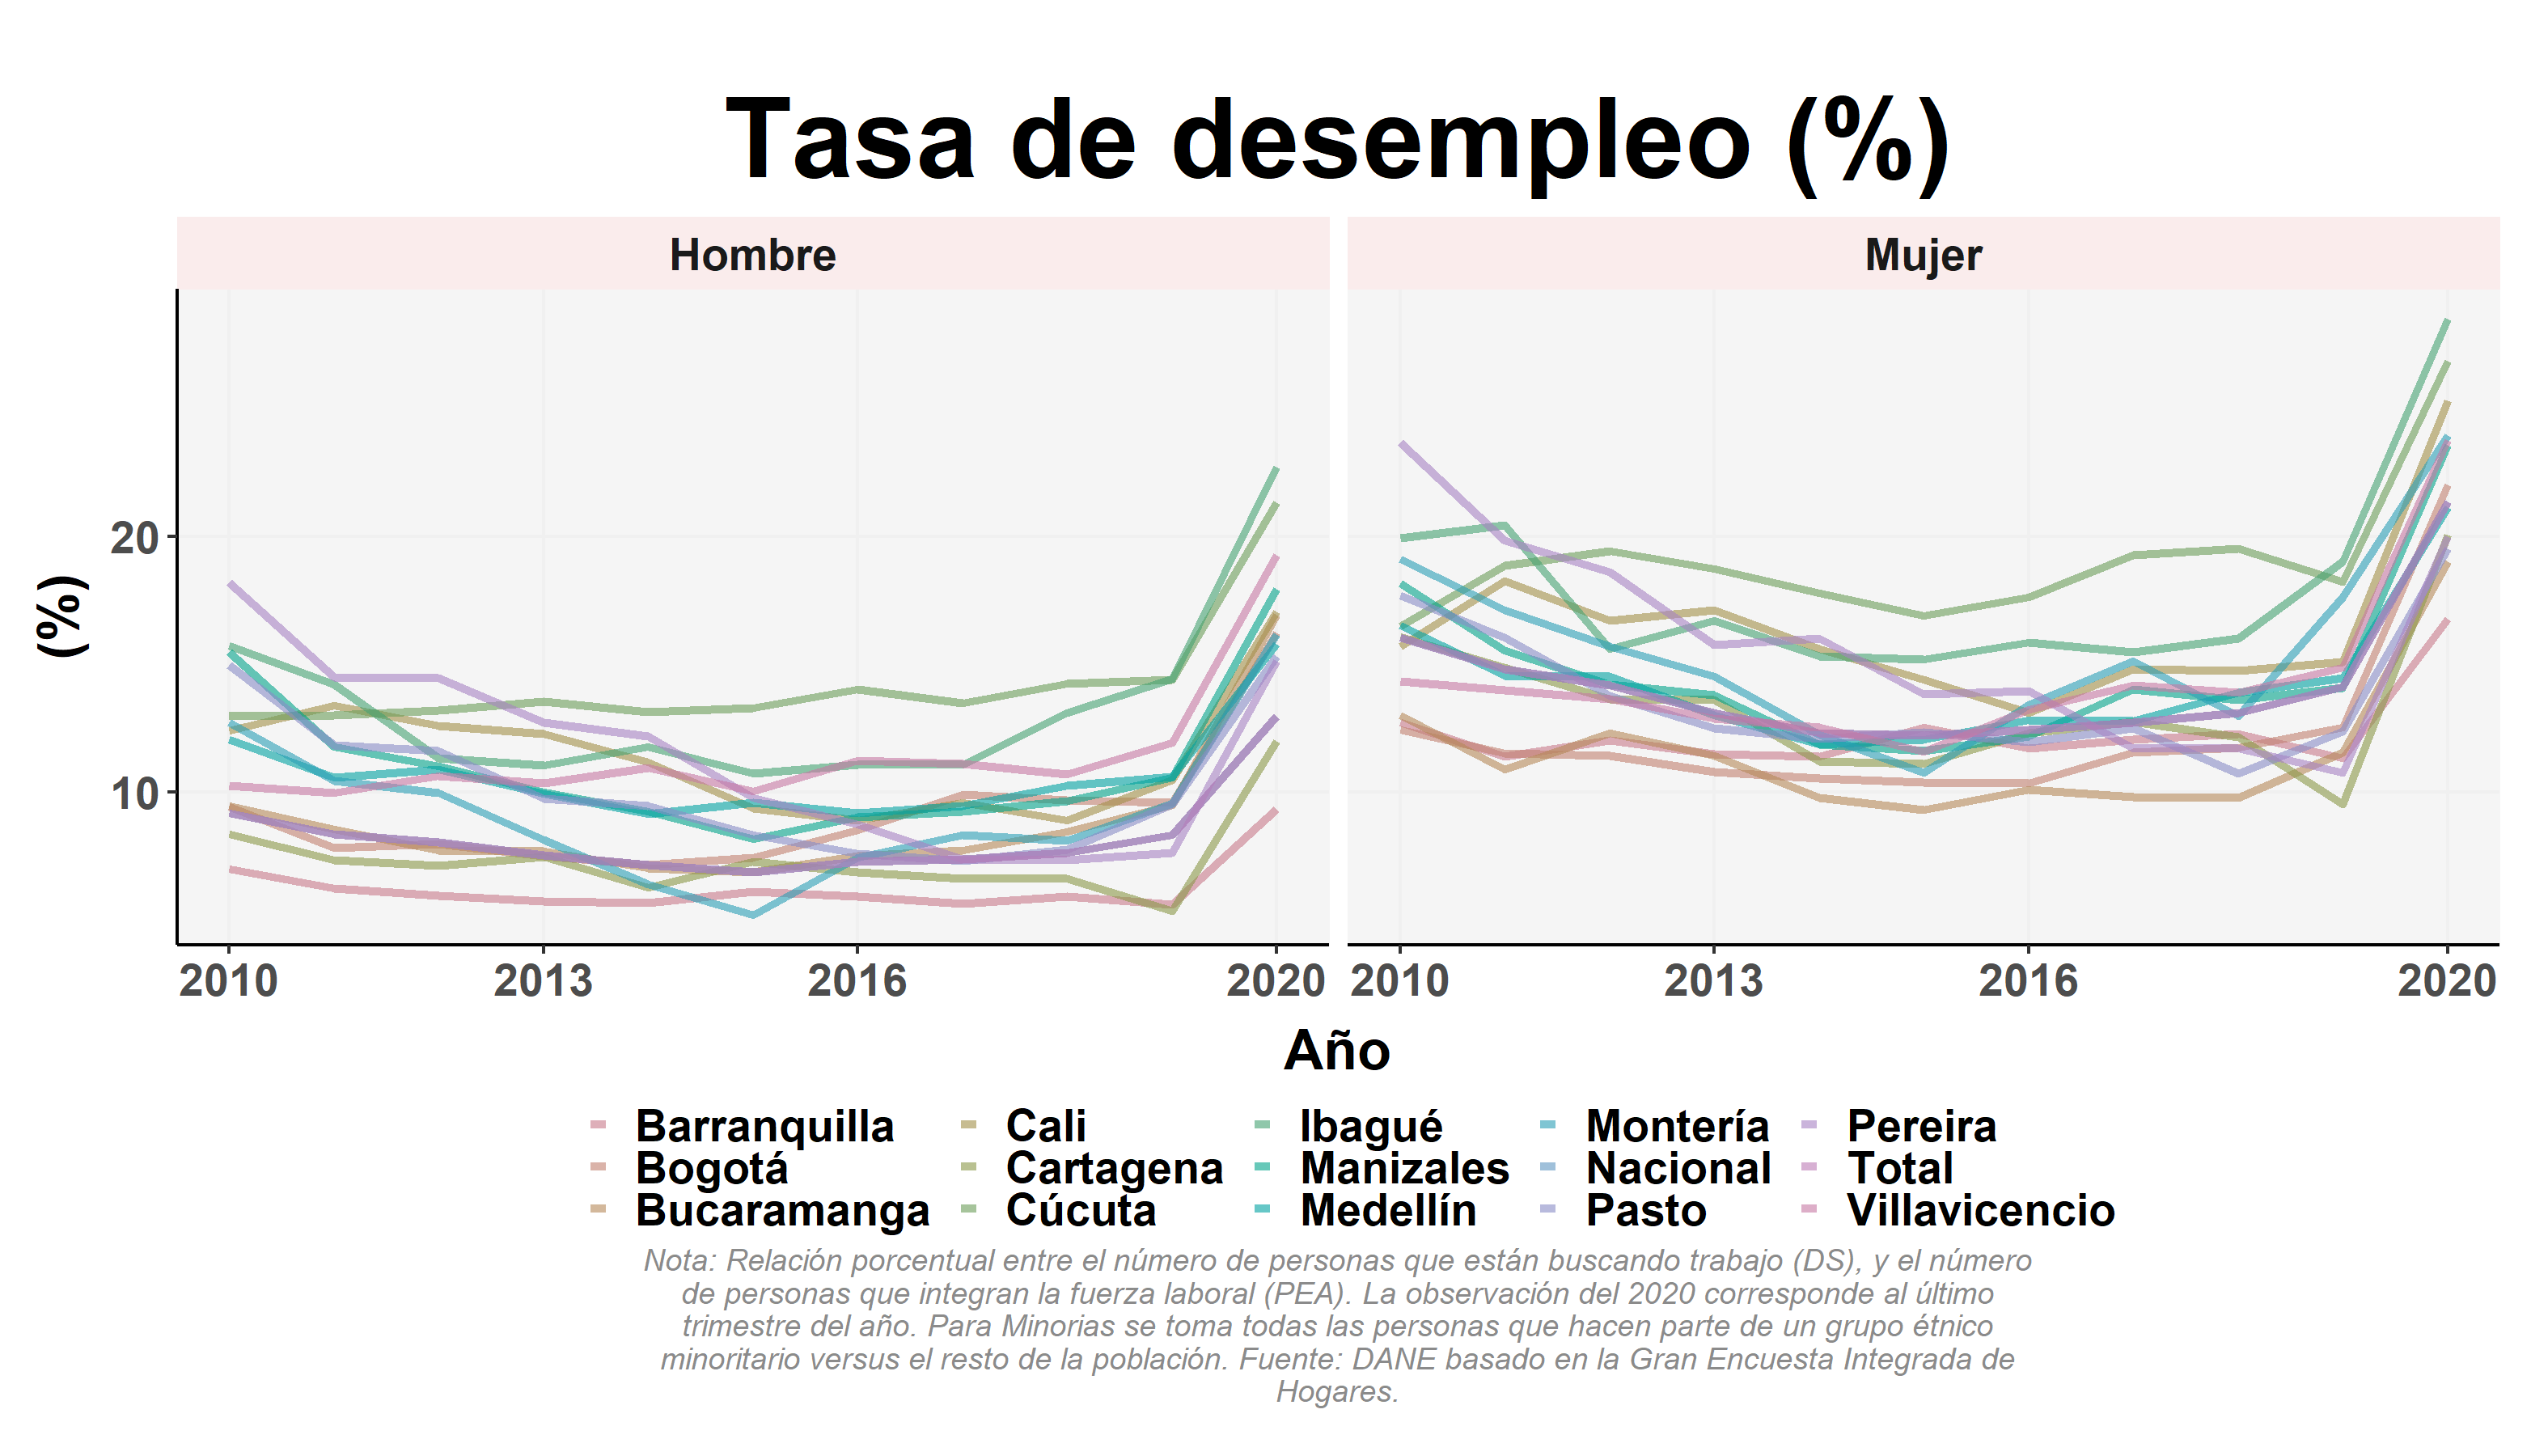 Tasa de desempleo (%)
Hombre
Mujer
(%)
20
10
2010 2013 2016 2020
2010 2013 2016 2020
Año
Barranquilla Cali Ibagué Montería Pereira
Bogotá Cartagena Manizales Nacional Total
Bucaramanga Cúcuta Medellín Pasto Villavicencio
Nota: Relación porcentual entre el número de personas que están buscando trabajo (DS), y el número
de personas que integran la fuerza laboral (PEA). La observación del 2020 corresponde al último
trimestre del año. Para Minorias se toma todas las personas que hacen parte de un grupo étnico
minoritario versus el resto de la población. Fuente: DANE basado en la Gran Encuesta Integrada de
Hogares.